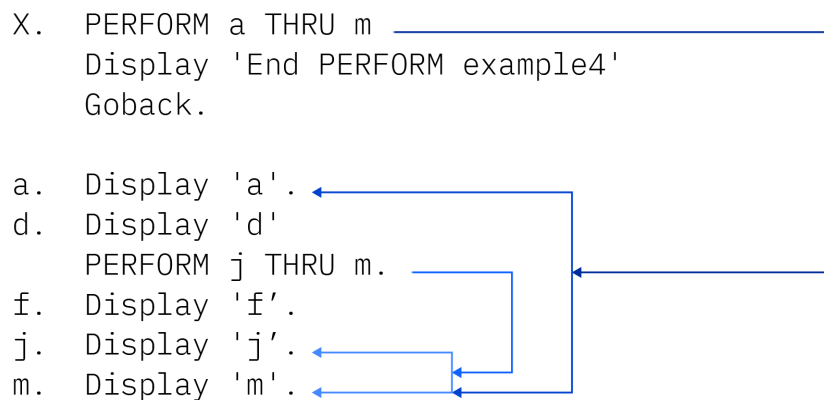 X. PERFORM a THRU m
Display 'End PERFORM example4'
Goback.
a. Display 'a'.
d. Display 'd'
PERFORM j THRU m.
f. Display 'f’.
j. Display 'j’.
m. Display 'm'.